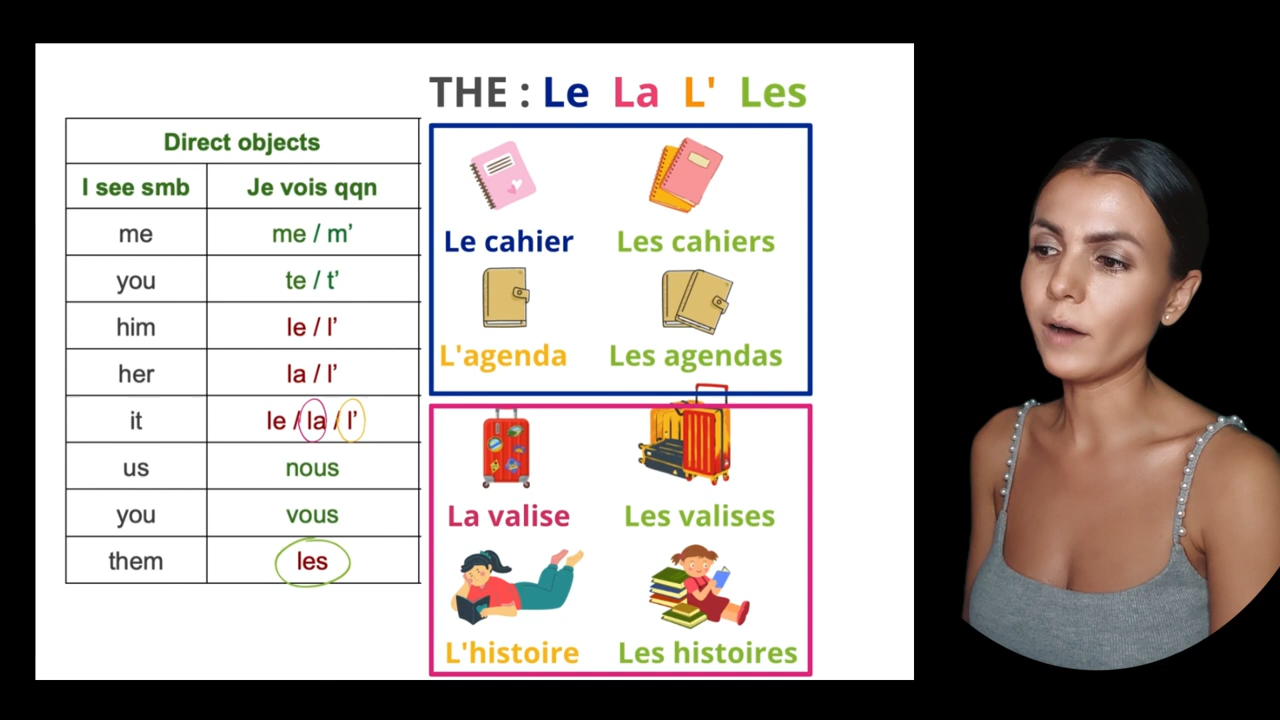 THE : Le La L' Les
Direct objects
I see smb Je vois qqn
me me / m’
you te / t’
him le / l’
her la / l’
it le / la / l’
us nous
you vous
them les
Le cahier Les cahiers
L'agenda Les agendas
La valise Les valises
L'histoire Les histoires